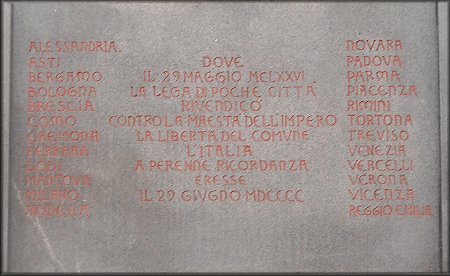 ALESSANDRIA.
ASTI
BERGAMO
BOLOGNA
BRESCIA
COMO
CREMONA
FERRARA
LODI
MANTOVA
MILANO
MODENA
DOVE
IL 29 MAGGIO MCLXXVI
LA LEGA DI POCHE CITTÀ
RIVENDICÒ
CONTRO LA MAESTÀ DELL'IMPERO
LA LIBERTÀ DEL COMUNE
L'ITALIA
A PERENNE RICORDANZA
ERESSE
IL 29 GIUGNO MDCCCC
NOVARA
PADOVA
PARMA
PIACENZA
RIMINI
TORTONA
TREVISO
VENEZIA
VERCELLI
VERONA
VICENZA
REGGIO EMILIA